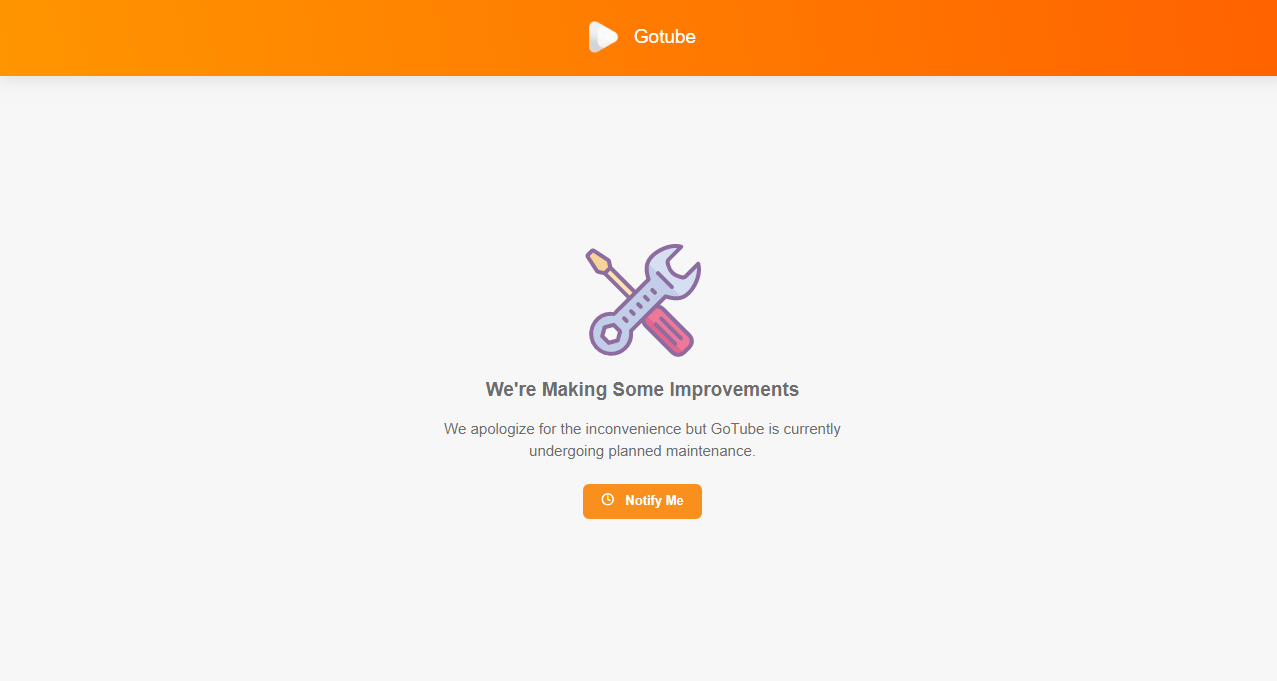 Gotube
We're Making Some Improvements
We apologize for the inconvenience but GoTube is currently
undergoing planned maintenance.
Notify Me